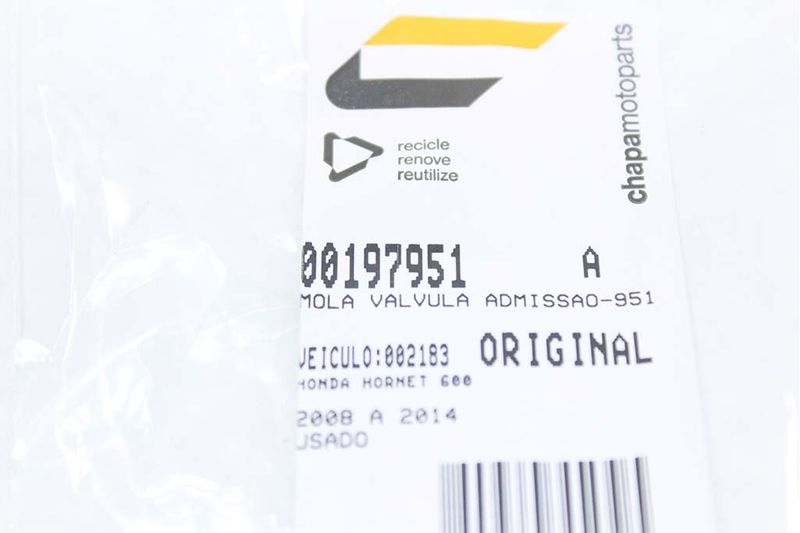 chapamotoparts
recicle
renove
reutilize
00197951 A
MOLA VALVULA ADMISSAO-951
VEICULO:002183 ORIGINAL
HONDA HORNET 600
2008 A 2014
USADO